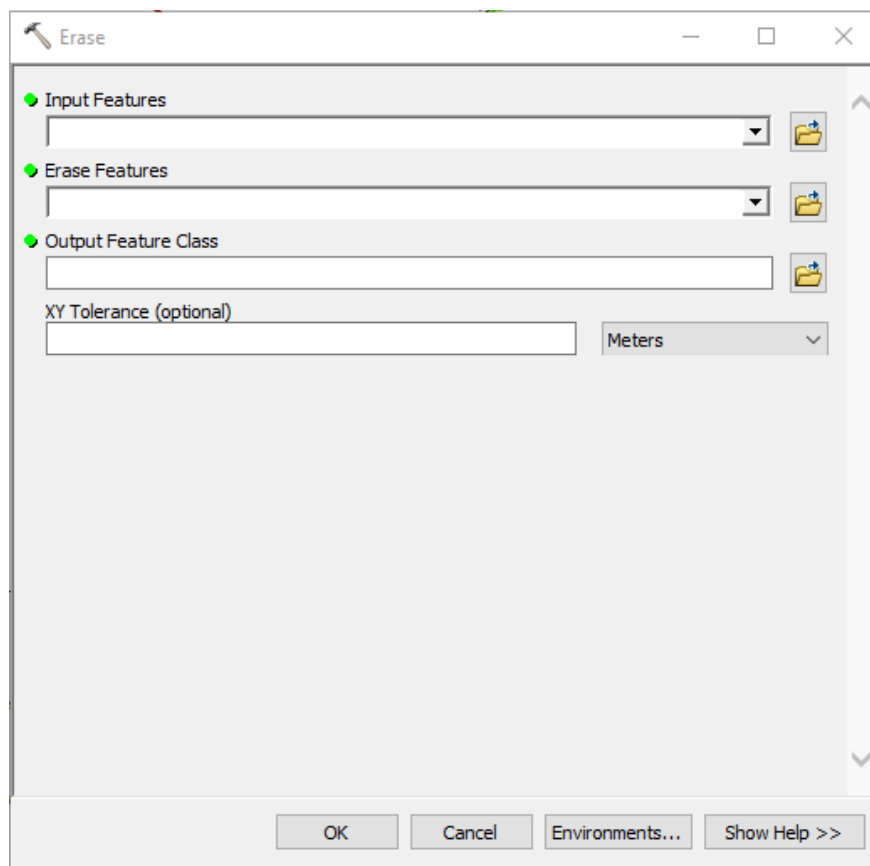 Erase
Input Features
Erase Features
Output Feature Class
XY Tolerance (optional)
Meters
OK Cancel Environments... Show Help >>